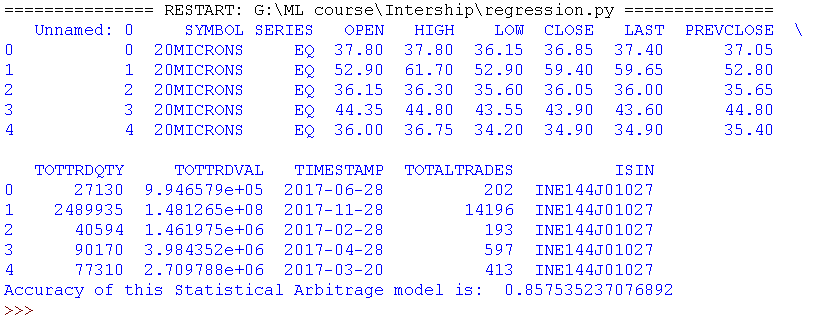 =============== RESTART: G:\ML course\Intership\regression.py ===============
   Unnamed: 0     SYMBOL SERIES   OPEN   HIGH    LOW  CLOSE   LAST  PREVCLOSE  \
0           0  20MICRONS     EQ  37.80  37.80  36.15  36.85  37.40      37.05
1           1  20MICRONS     EQ  52.90  61.70  52.90  59.40  59.65      52.80
2           2  20MICRONS     EQ  36.15  36.30  35.60  36.05  36.00      35.65
3           3  20MICRONS     EQ  44.35  44.80  43.55  43.90  43.60      44.80
4           4  20MICRONS     EQ  36.00  36.75  34.20  34.90  34.90      35.40
   TOTTRDQTY     TOTTRDVAL   TIMESTAMP  TOTALTRADES          ISIN
0      27130  9.946579e+05  2017-06-28          202  INE144J01027
1    2489935  1.481265e+08  2017-11-28        14196  INE144J01027
2      40594  1.461975e+06  2017-02-28          193  INE144J01027
3      90170  3.984352e+06  2017-04-28          597  INE144J01027
4      77310  2.709788e+06  2017-03-20          413  INE144J01027
Accuracy of this Statistical Arbitrage model is:  0.857535237076892
>>>